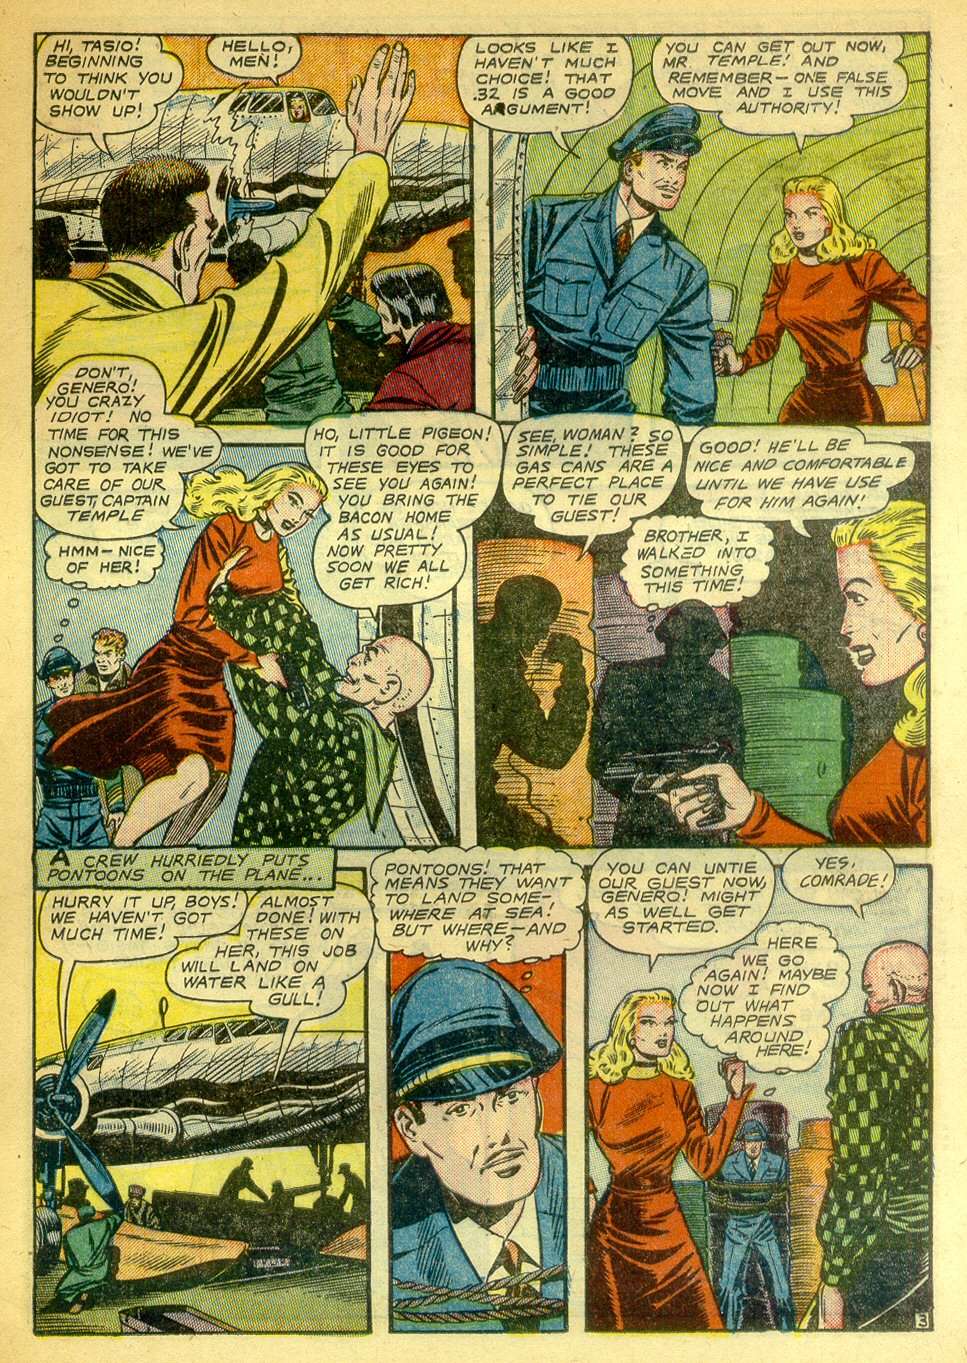 HI, TASIO!
BEGINNING
TO THINK YOU
WOULDN'T
SHOW UP!
HELLO,
MEN!
LOOKS LIKE I
HAVEN'T MUCH
CHOICE! THAT
.32 IS A GOOD
ARGUMENT!
YOU CAN GET OUT NOW,
MR. TEMPLE! AND
REMEMBER—ONE FALSE
MOVE AND I USE THIS
AUTHORITY!
DON'T,
GENERO!
YOU CRAZY
IDIOT! NO
TIME FOR THIS
NONSENSE! WE'VE
GOT TO TAKE
CARE OF OUR
GUEST, CAPTAIN
TEMPLE
HMM—NICE
OF HER!
HO, LITTLE PIGEON!
IT IS GOOD FOR
THESE EYES TO
SEE YOU AGAIN!
YOU BRING THE
BACON HOME
AS USUAL!
NOW PRETTY
SOON WE ALL
GET RICH!
SEE, WOMAN? SO
SIMPLE! THESE
GAS CANS ARE A
PERFECT PLACE
TO TIE OUR
GUEST!
GOOD! HE'LL BE
NICE AND COMFORTABLE
UNTIL WE HAVE USE
FOR HIM AGAIN!
BROTHER, I
WALKED INTO
SOMETHING
THIS TIME!
A CREW HURRIEDLY PUTS
PONTOONS ON THE PLANE...
HURRY IT UP, BOYS!
WE HAVEN'T GOT
MUCH TIME!
ALMOST
DONE! WITH
THESE ON
HER, THIS JOB
WILL LAND ON
WATER LIKE A
GULL!
PONTOONS! THAT
MEANS THEY WANT
TO LAND SOME-
WHERE AT SEA!
BUT WHERE—AND
WHY?
YOU CAN UNTIE
OUR GUEST NOW,
GENERO! MIGHT
AS WELL GET
STARTED.
YES,
COMRADE!
HERE
WE GO
AGAIN! MAYBE
NOW I FIND
OUT WHAT
HAPPENS
AROUND
HERE!
3